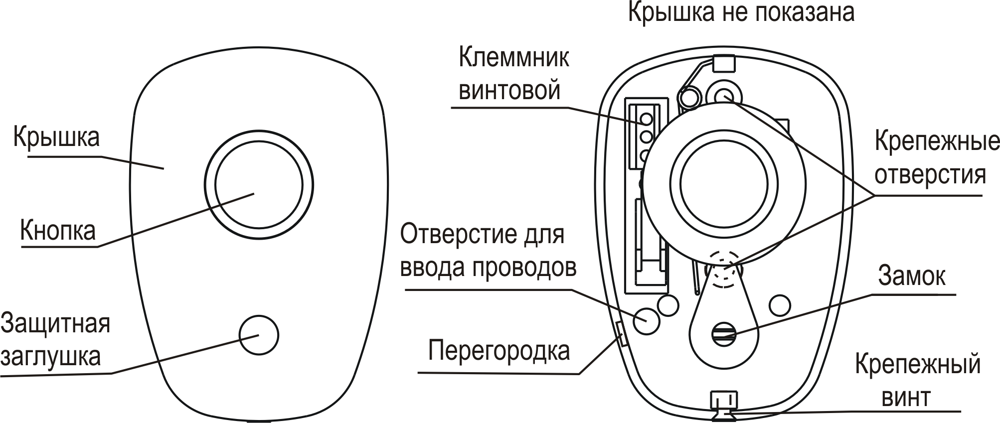 Крышка
Кнопка
Защитная
заглушка
Крышка не показана
Клеммник
винтовой
Отверстие для
ввода проводов
Перегородка
Крепежные
отверстия
Замок
Крепежный
винт